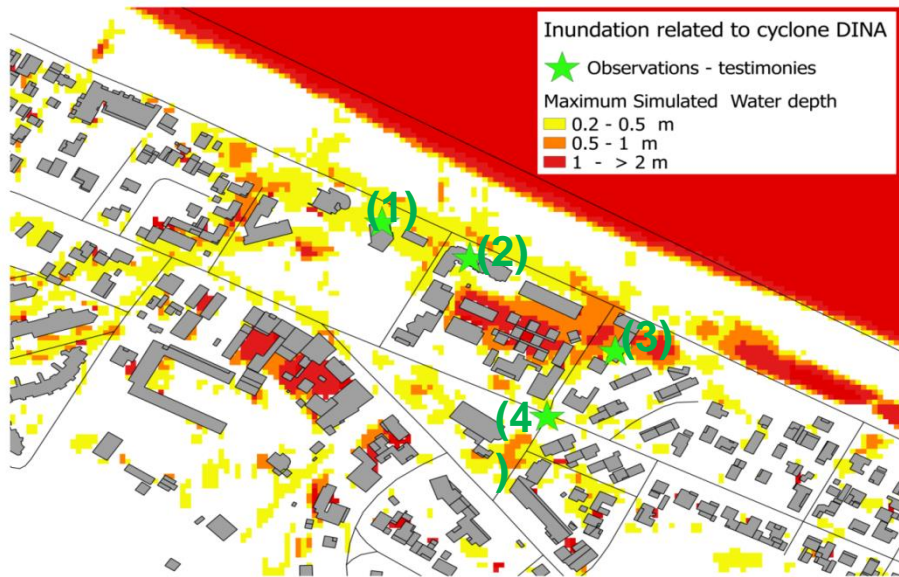 Inundation related to cyclone DINA
Observations - testimonies
Maximum Simulated Water depth
0.2 - 0.5 m
0.5 - 1 m
1 - > 2 m
(1)
(2)
(3)
(4
)